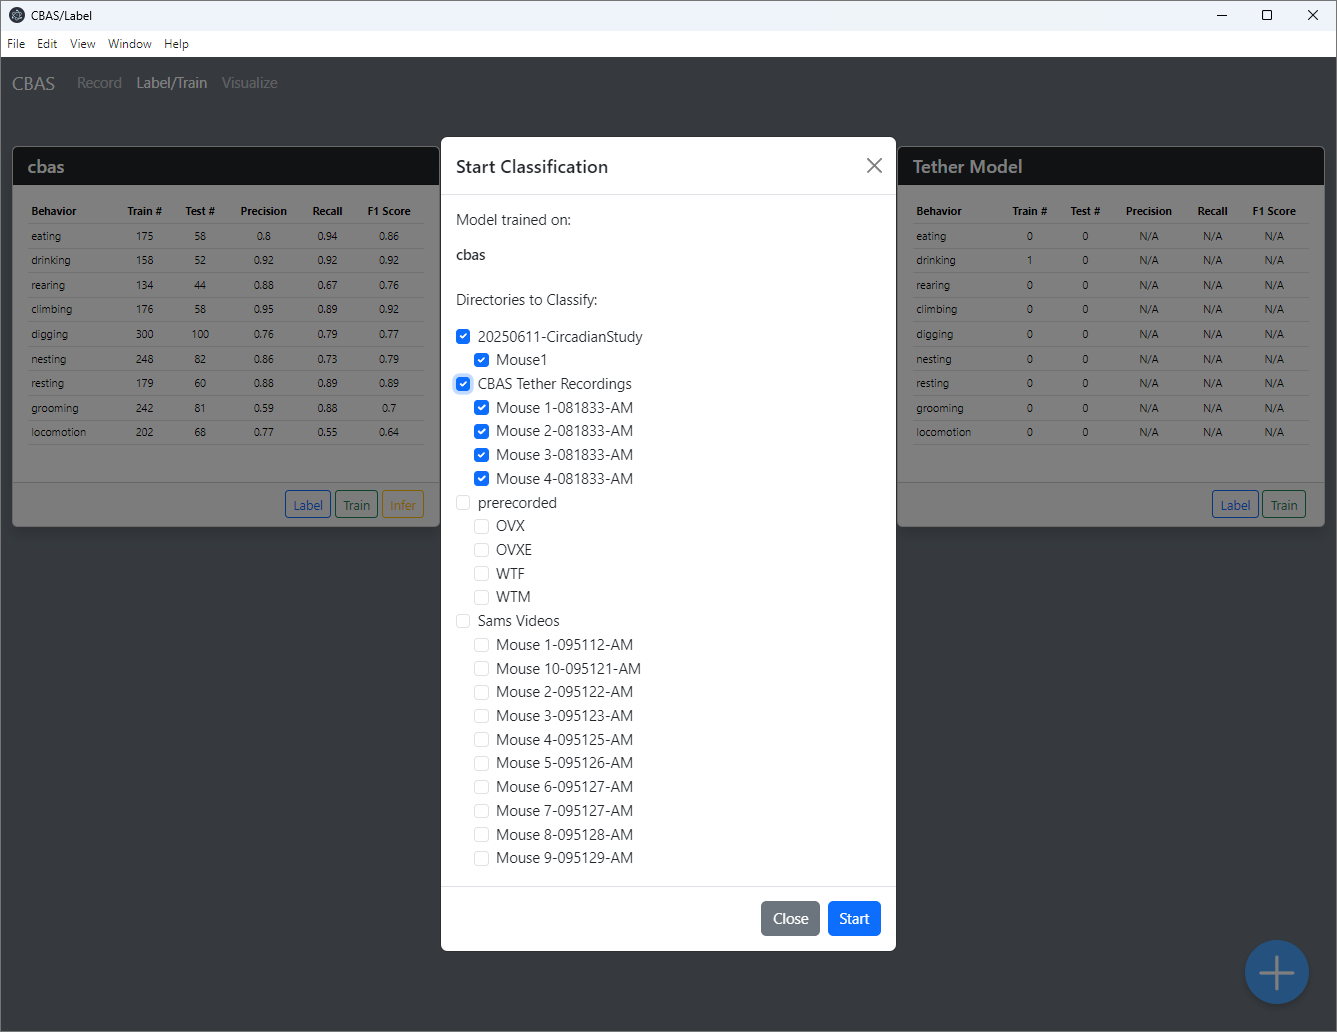 CBAS/Label
File Edit View Window Help
CBAS Record Label/Train Visualize
cbas
Behavior Train # Test # Precision Recall F1 Score
eating 175 58 0.8 0.94 0.86
drinking 158 52 0.92 0.92 0.92
rearing 134 44 0.88 0.67 0.76
climbing 176 58 0.95 0.89 0.92
digging 300 100 0.76 0.79 0.77
nesting 248 82 0.86 0.73 0.79
resting 179 60 0.88 0.89 0.89
grooming 242 81 0.59 0.88 0.7
locomotion 202 68 0.77 0.55 0.64
Label Train Infer
Start Classification
Model trained on:
cbas
Directories to Classify:
20250611-CircadianStudy
Mouse1
CBAS Tether Recordings
Mouse 1-081833-AM
Mouse 2-081833-AM
Mouse 3-081833-AM
Mouse 4-081833-AM
prerecorded
OVX
OVXE
WTF
WTM
Sams Videos
Mouse 1-095112-AM
Mouse 10-095121-AM
Mouse 2-095122-AM
Mouse 3-095123-AM
Mouse 4-095125-AM
Mouse 5-095126-AM
Mouse 6-095127-AM
Mouse 7-095127-AM
Mouse 8-095128-AM
Mouse 9-095129-AM
Close Start
Tether Model
Behavior Train # Test # Precision Recall F1 Score
eating 0 0 N/A N/A N/A
drinking 1 0 N/A N/A N/A
rearing 0 0 N/A N/A N/A
climbing 0 0 N/A N/A N/A
digging 0 0 N/A N/A N/A
nesting 0 0 N/A N/A N/A
resting 0 0 N/A N/A N/A
grooming 0 0 N/A N/A N/A
locomotion 0 0 N/A N/A N/A
Label Train